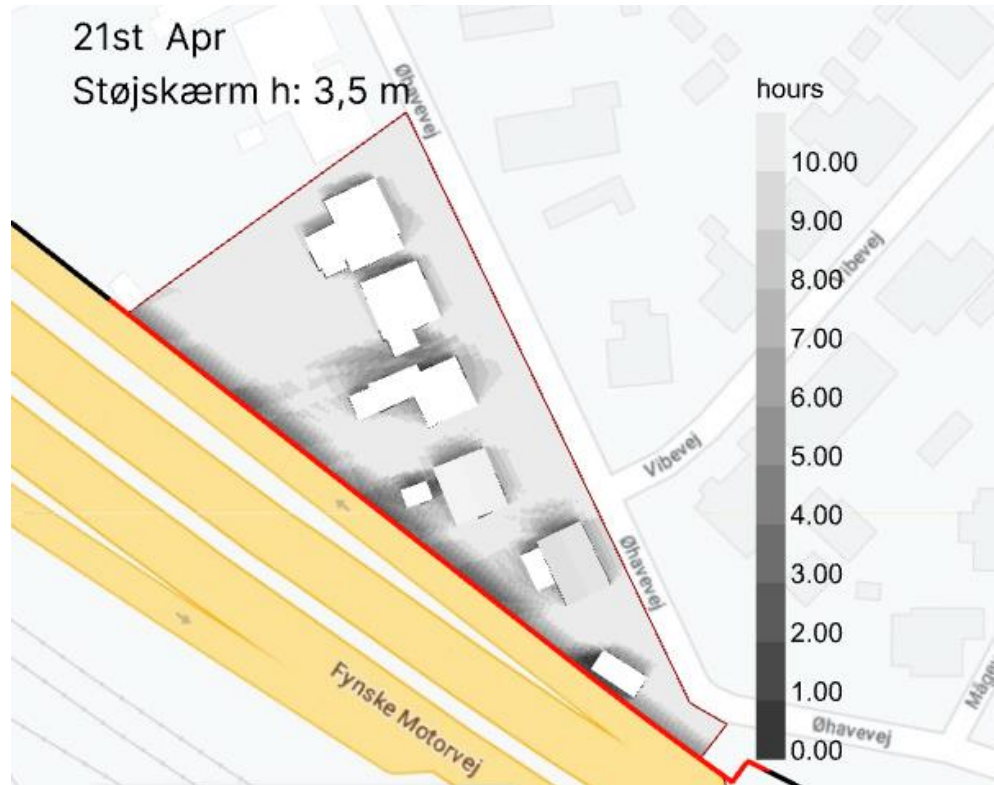 21st Apr
Støjskærm h: 3,5 m
Øhavevej
hours
10.00
9.00
8.00
7.00
6.00
5.00
4.00
3.00
2.00
1.00
0.00
Vibevej
Vibevej
Øhavevej
Fynske Motorvej
Øhavevej